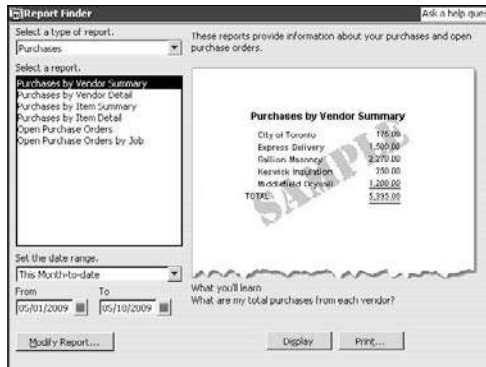 Report Finder
Ask a help ques
Select a type of report.
Purchases
These reports provide information about your purchases and open
purchase orders.
Select a report.
Purchases by Vendor Summary
Purchases by Vendor Detail
Purchases by Item Summary
Purchases by Item Detail
Open Purchase Orders
Open Purchase Orders by Job
Purchases by Vendor Summary
City of Toronto 175.00
Express Delivery 1,500.00
Gallion Masonry 2,270.00
Keswick Insulation 250.00
Middlefield Drywall 1,200.00
TOTAL 5,395.00
SAMPLE
Set the date range.
This Month-to-date
From To
05/01/2009 05/10/2009
What you'll learn
What are my total purchases from each vendor?
Modify Report...
Display
Print...